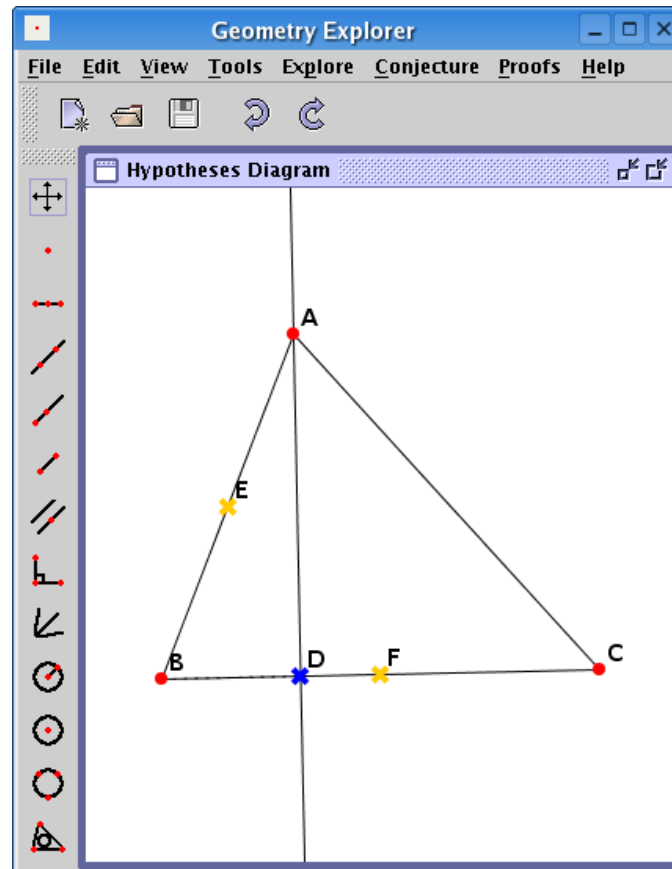 Geometry Explorer
File Edit View Tools Explore Conjecture Proofs Help
Hypotheses Diagram
A
E
B D F C